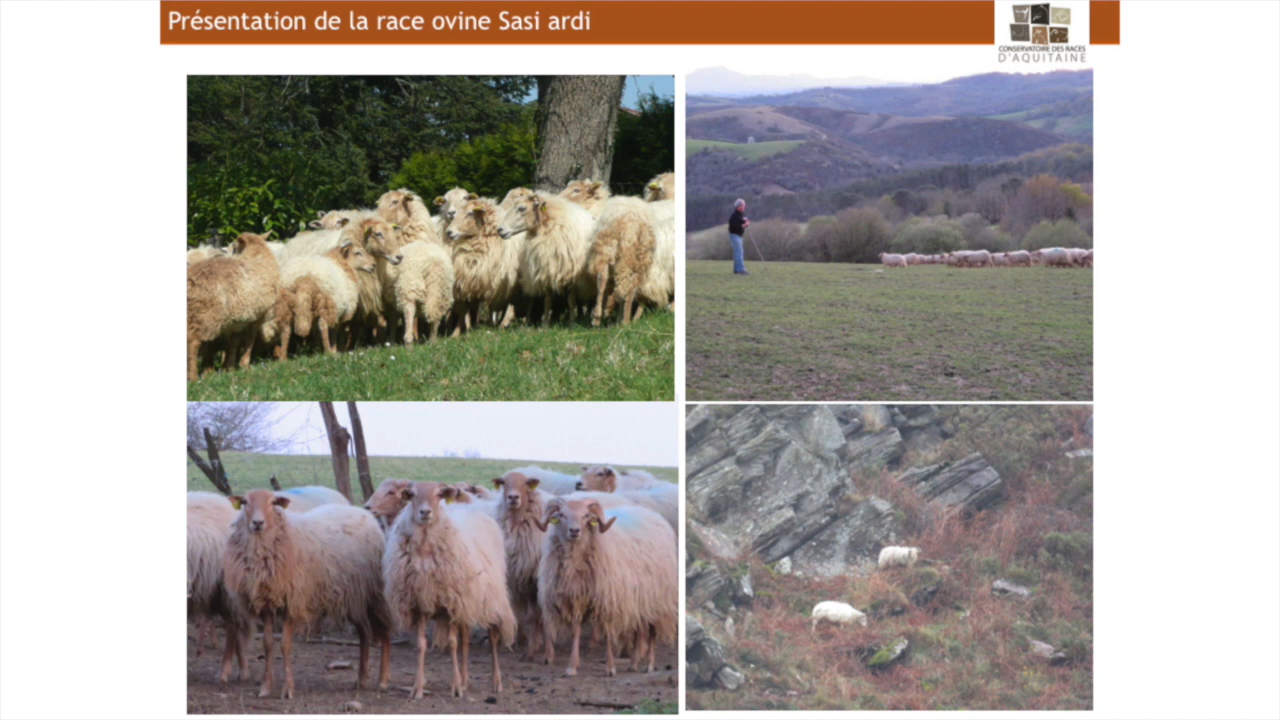 Présentation de la race ovine Sasi ardi
CONSERVATOIRE DES RACES
D'AQUITAINE